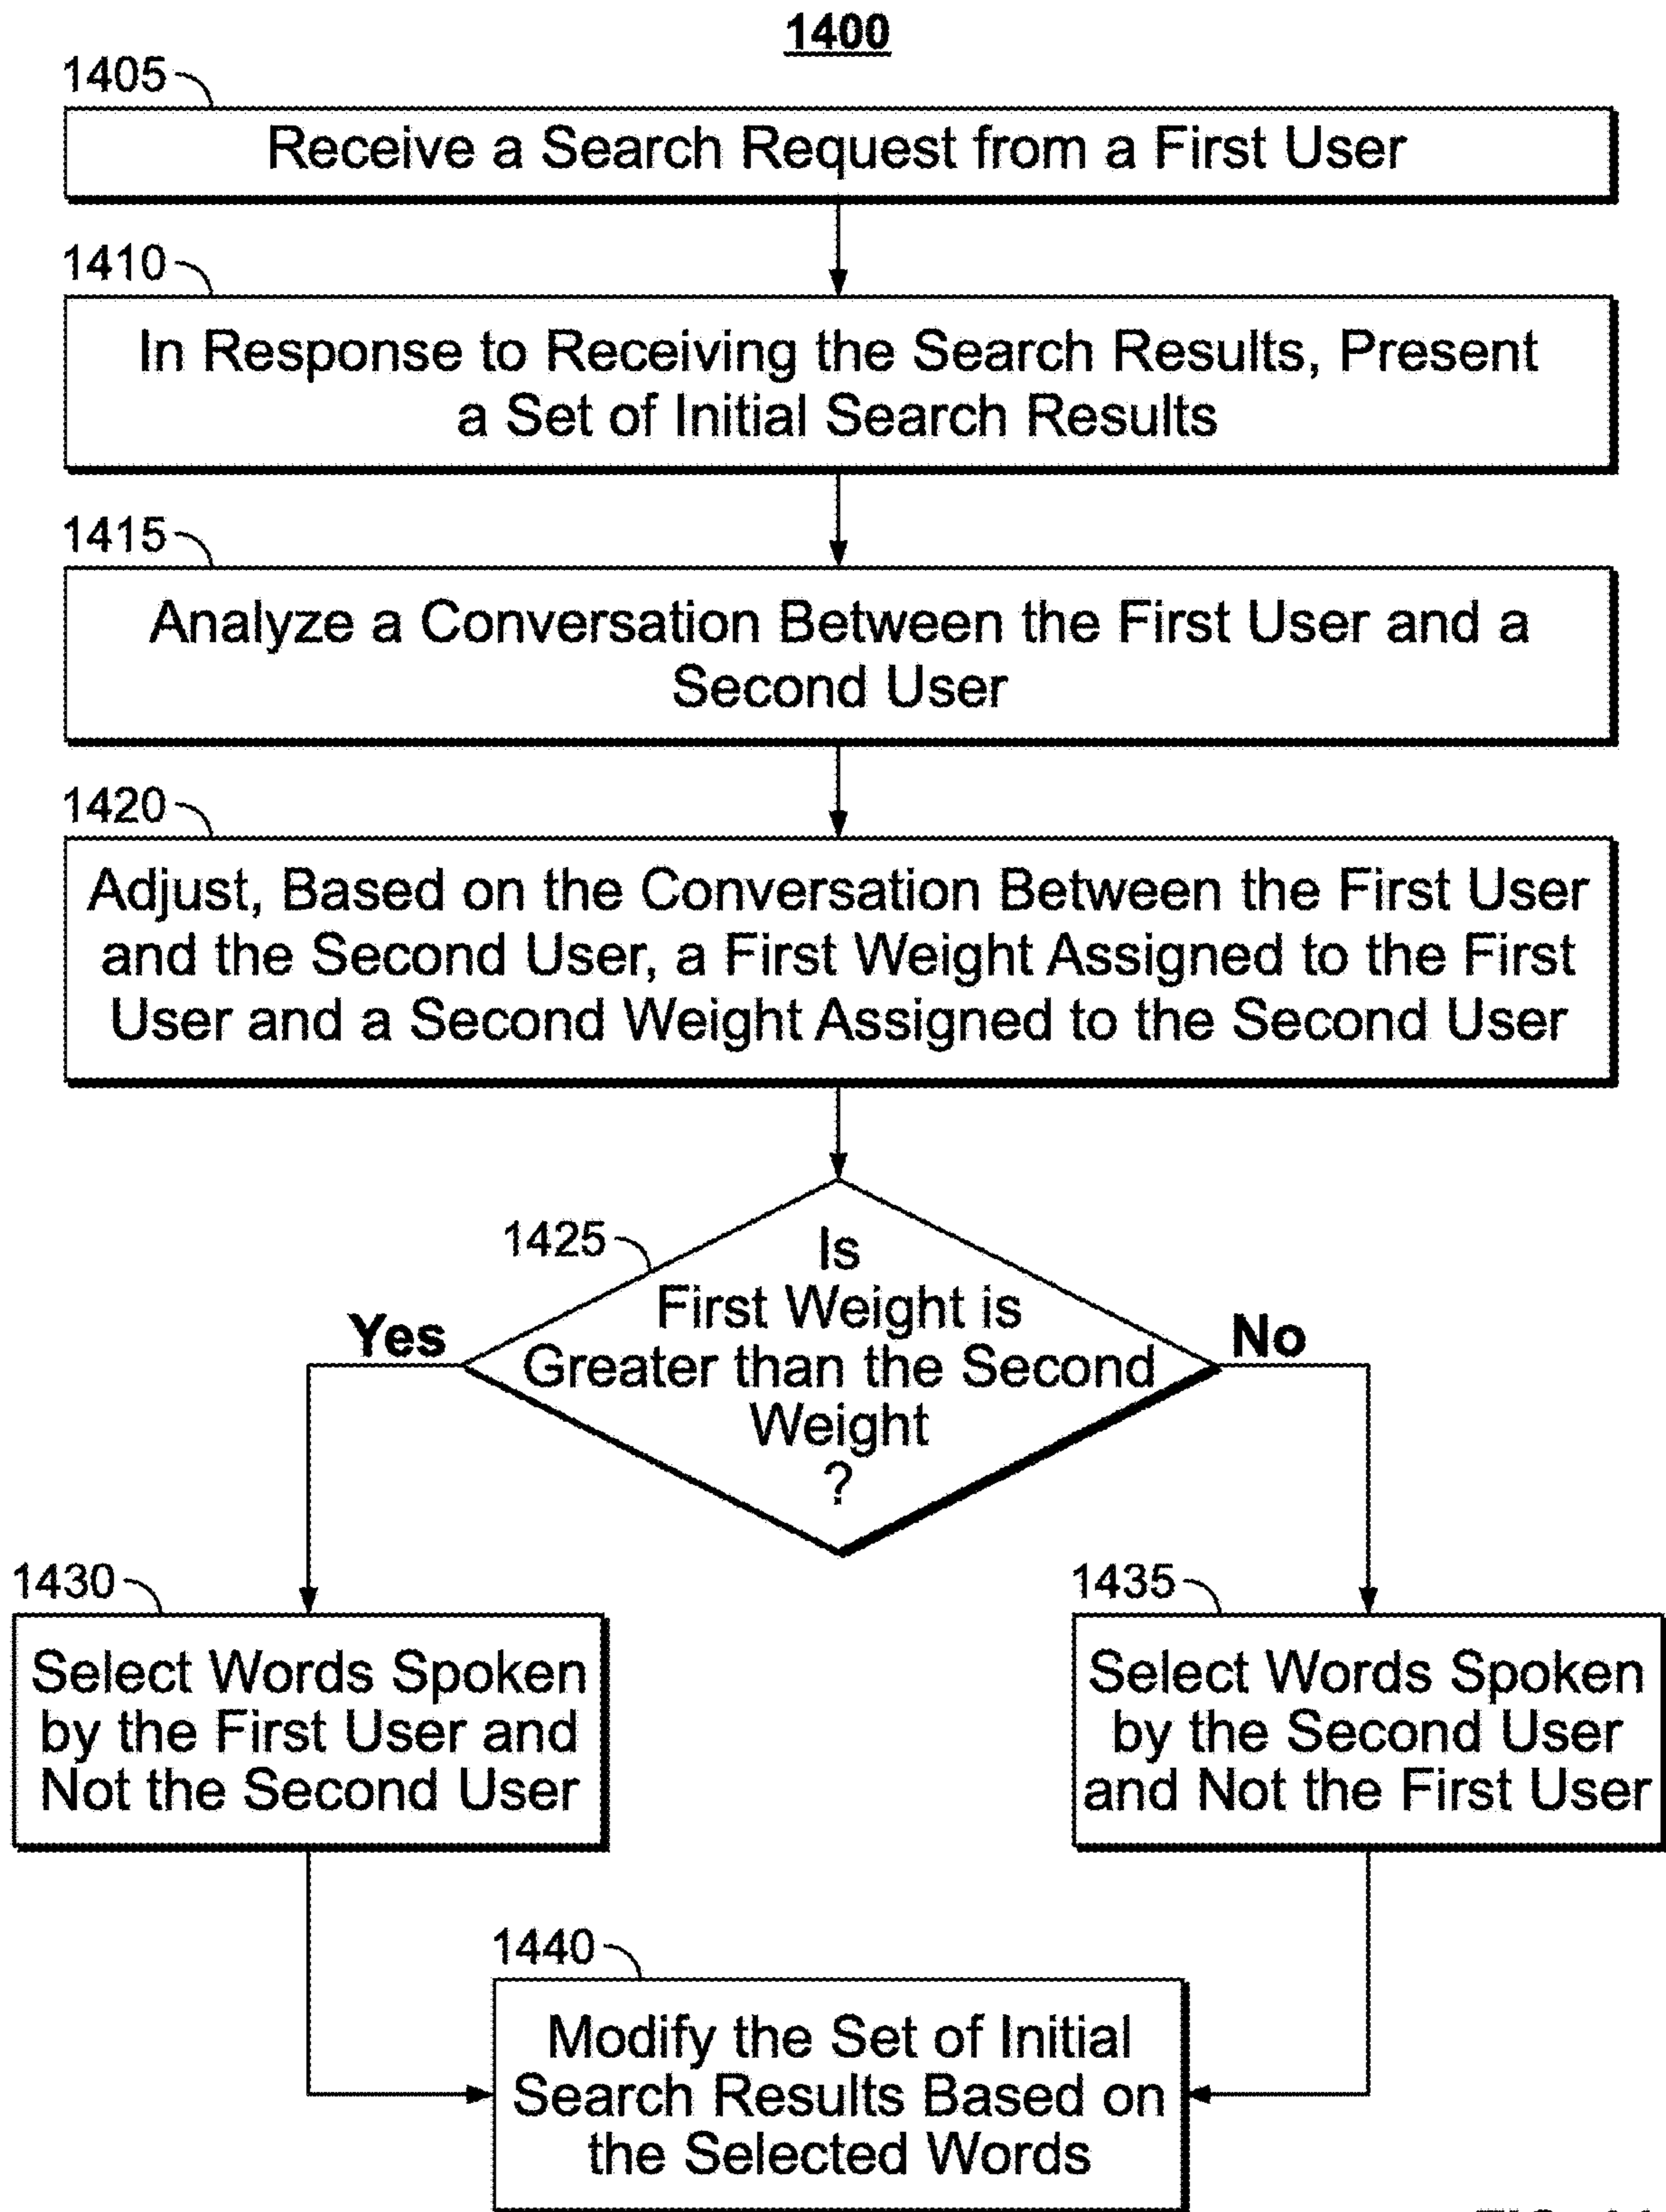 1400
1405
Receive a Search Request from a First User
1410
In Response to Receiving the Search Results, Present
a Set of Initial Search Results
1415
Analyze a Conversation Between the First User and a
Second User
1420
Adjust, Based on the Conversation Between the First User
and the Second User, a First Weight Assigned to the First
User and a Second Weight Assigned to the Second User
1425
Is
First Weight is
Greater than the Second
Weight
?
Yes
No
1430
Select Words Spoken
by the First User and
Not the Second User
1435
Select Words Spoken
by the Second User
and Not the First User
1440
Modify the Set of Initial
Search Results Based on
the Selected Words